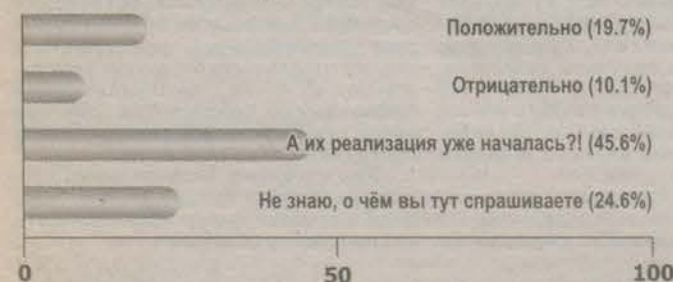 Положительно (19.7%)
Отрицательно (10.1%)
А их реализация уже началась?! (45.6%)
Не знаю, о чём вы тут спрашиваете (24.6%)
0 50 100